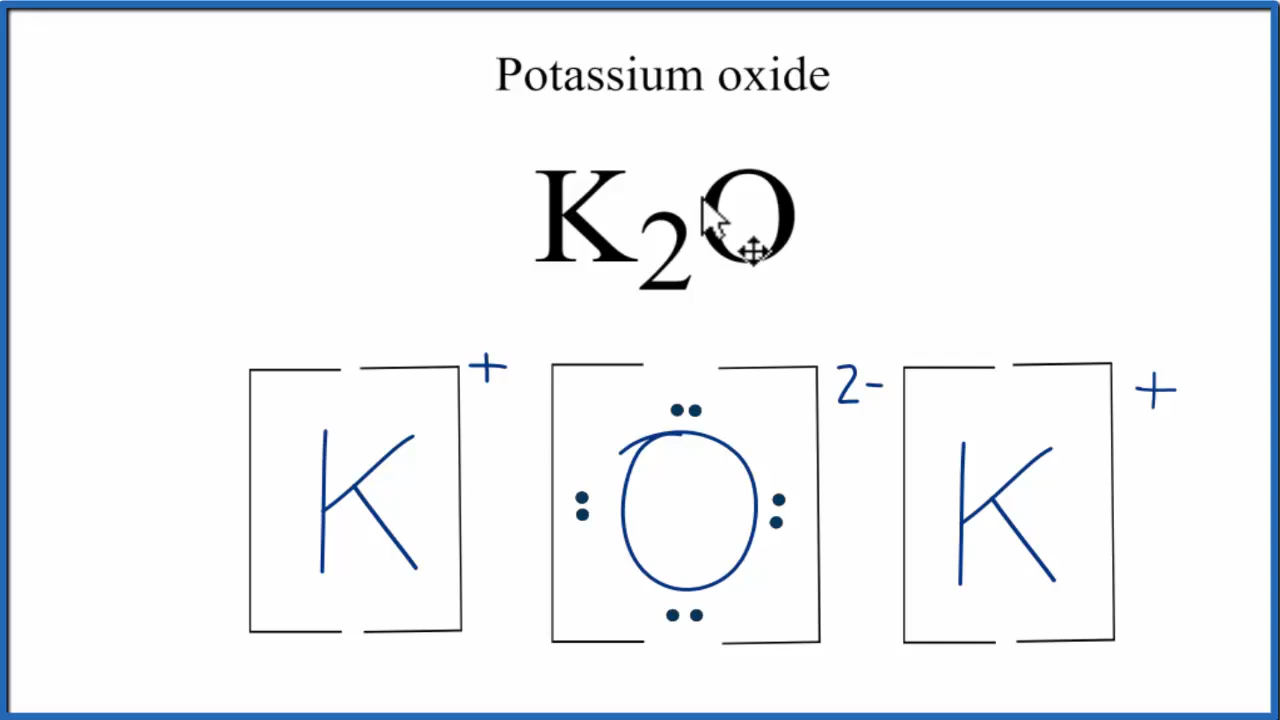 Potassium oxide
K2O
K + O 2- K +